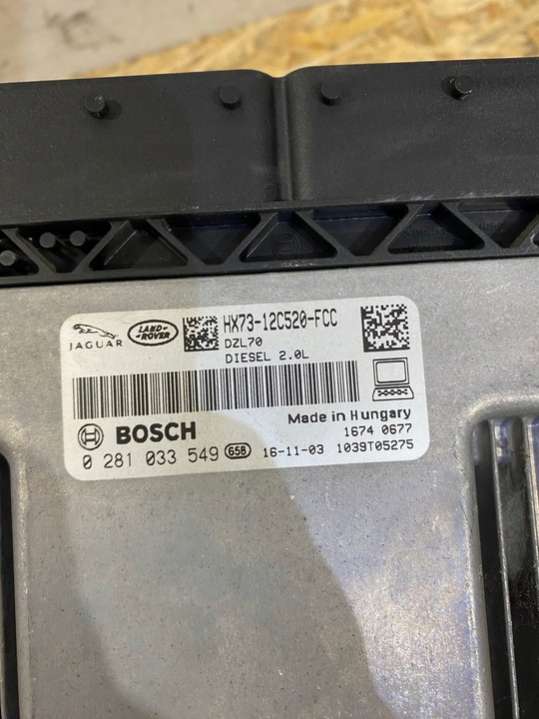 JAGUAR
LAND-
ROVER
HX73-12C520-FCC
DZL70
DIESEL 2.0L
Made in Hungary
BOSCH
1674 0677
0 281 033 549 G5B 16-11-03 1039T05275